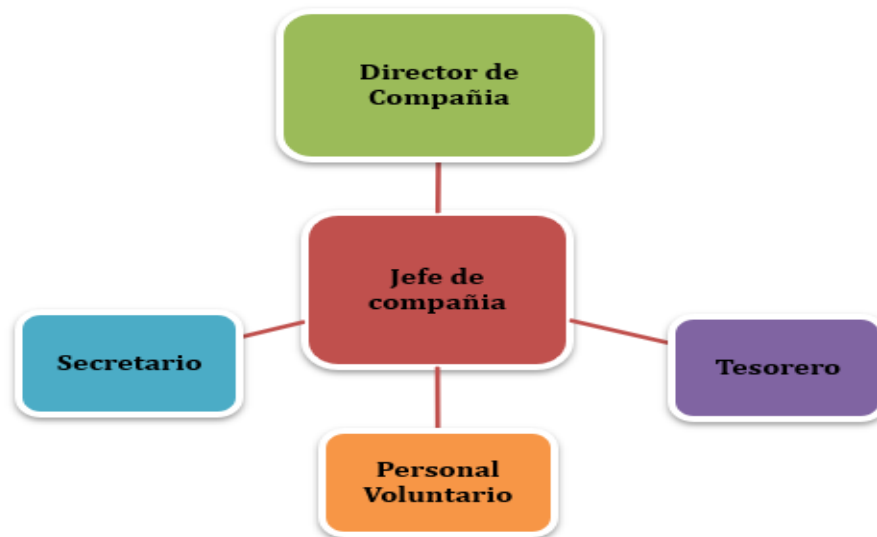 Director de
Compañia
Jefe de
compañia
Secretario
Tesorero
Personal
Voluntario